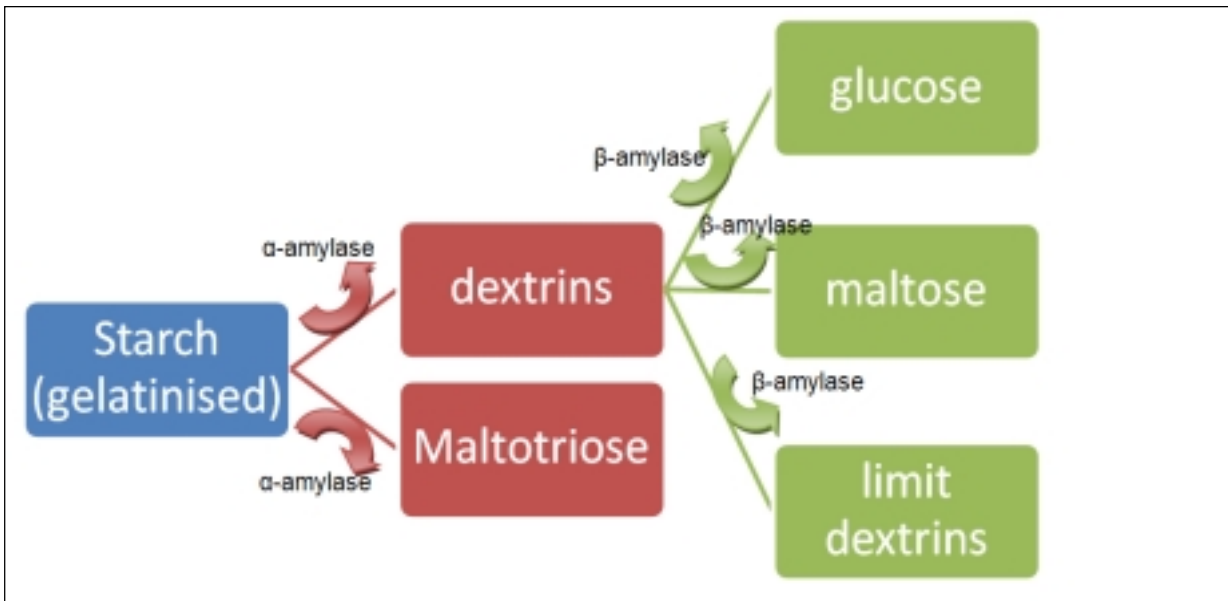 glucose
β-amylase
β-amylase
α-amylase
dextrins
maltose
Starch
(gelatinised)
β-amylase
Maltotriose
α-amylase
limit
dextrins